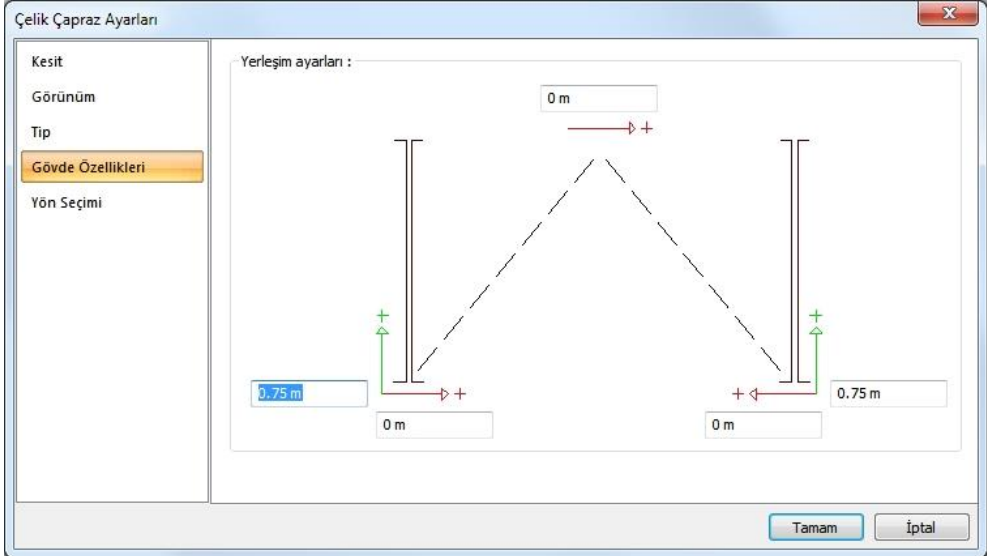 Çelik Çapraz Ayarları
Kesit
Görünüm
Tip
Gövde Özellikleri
Yön Seçimi
Yerleşim ayarları :
0 m
+
+ +
0.75 m + + 0.75 m
0 m 0 m
Tamam İptal